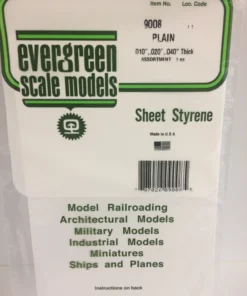 Item No. Loc. Code
9008
PLAIN
.010", .020", .040" Thick
ASSORTMENT
evergreen
scale models
Sheet Styrene
Made in U.S.A
Model Railroading
Architectural Models
Military Models
Industrial Models
Miniatures
Ships and Planes
Instructions on back